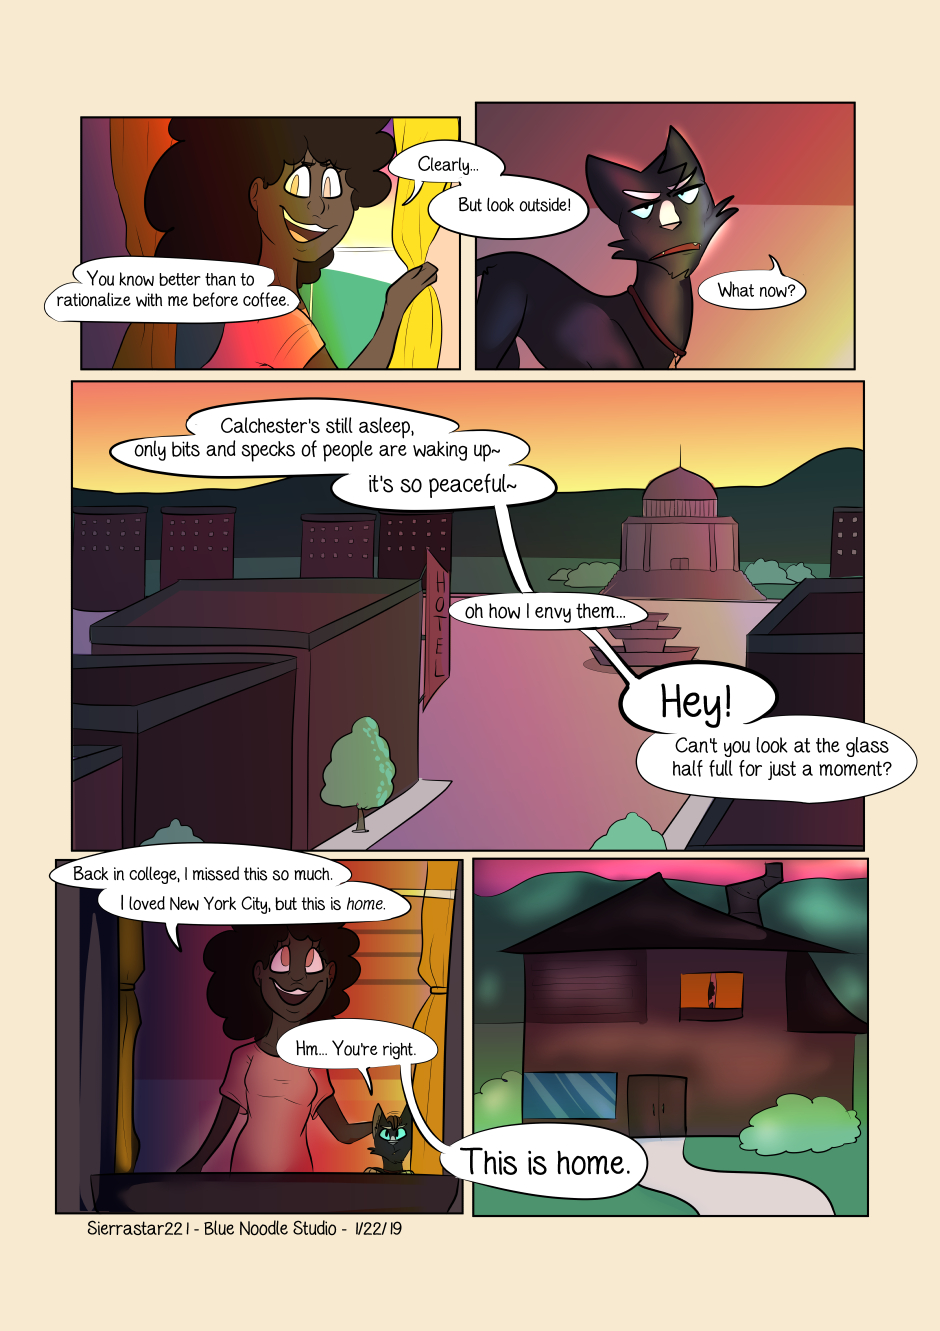 Clearly...
But look outside!
You know better than to
rationalize with me before coffee.
What now?
Calchester's still asleep,
only bits and specks of people are waking up~
it's so peaceful~
HOTEL
oh how I envy them...
Hey!
Can't you look at the glass
half full for just a moment?
Back in college, I missed this so much.
I loved New York City, but this is home.
Hm... You're right.
This is home.
Sierrastar221 - Blue Noodle Studio - 1/22/19